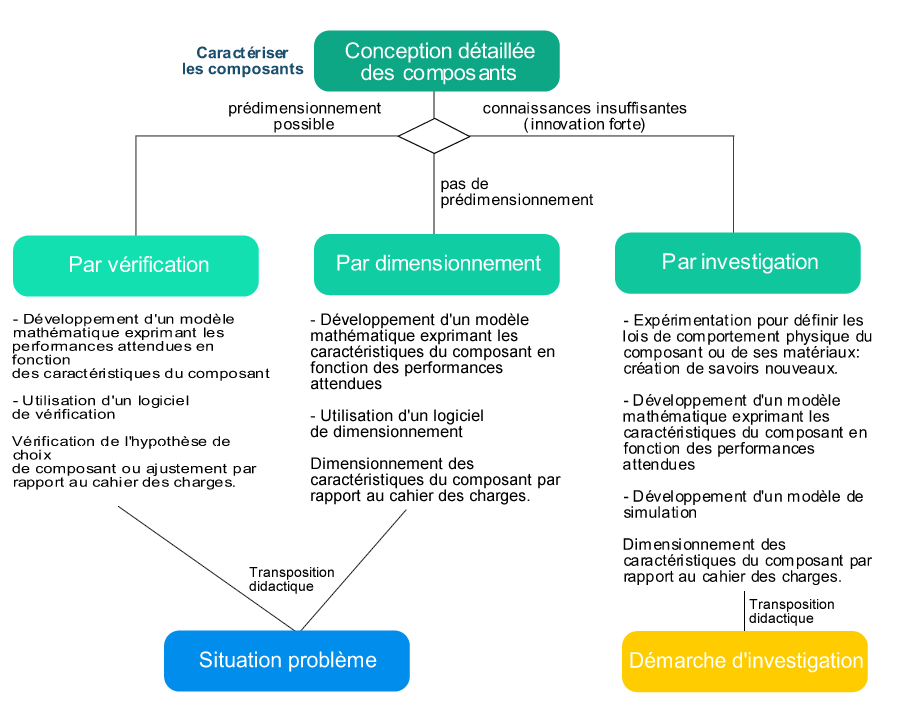 Caractériser
les composants
Conception détaillée
des composants
prédimensionnement
possible
connaissances insuffisantes
(innovation forte)
pas de
prédimensionnement
Par vérification
- Développement d'un modèle
mathématique exprimant les
performances attendues en
fonction
des caractéristiques du composant
- Utilisation d'un logiciel
de vérification
Vérification de l'hypothèse de
choix
de composant ou ajustement par
rapport au cahier des charges.
Par dimensionnement
- Développement d'un modèle
mathématique exprimant les
caractéristiques du composant en
fonction des performances
attendues
- Utilisation d'un logiciel
de dimensionnement
Dimensionnement des
caractéristiques du composant par
rapport au cahier des charges.
Par investigation
- Expérimentation pour définir les
lois de comportement physique du
composant ou de ses matériaux:
création de savoirs nouveaux.
- Développement d'un modèle
mathématique exprimant les
caractéristiques du composant en
fonction des performances
attendues
- Développement d'un modèle de
simulation
Dimensionnement des
caractéristiques du composant par
rapport au cahier des charges.
Transposition
didactique
Situation problème
Transposition
didactique
Démarche d'investigation